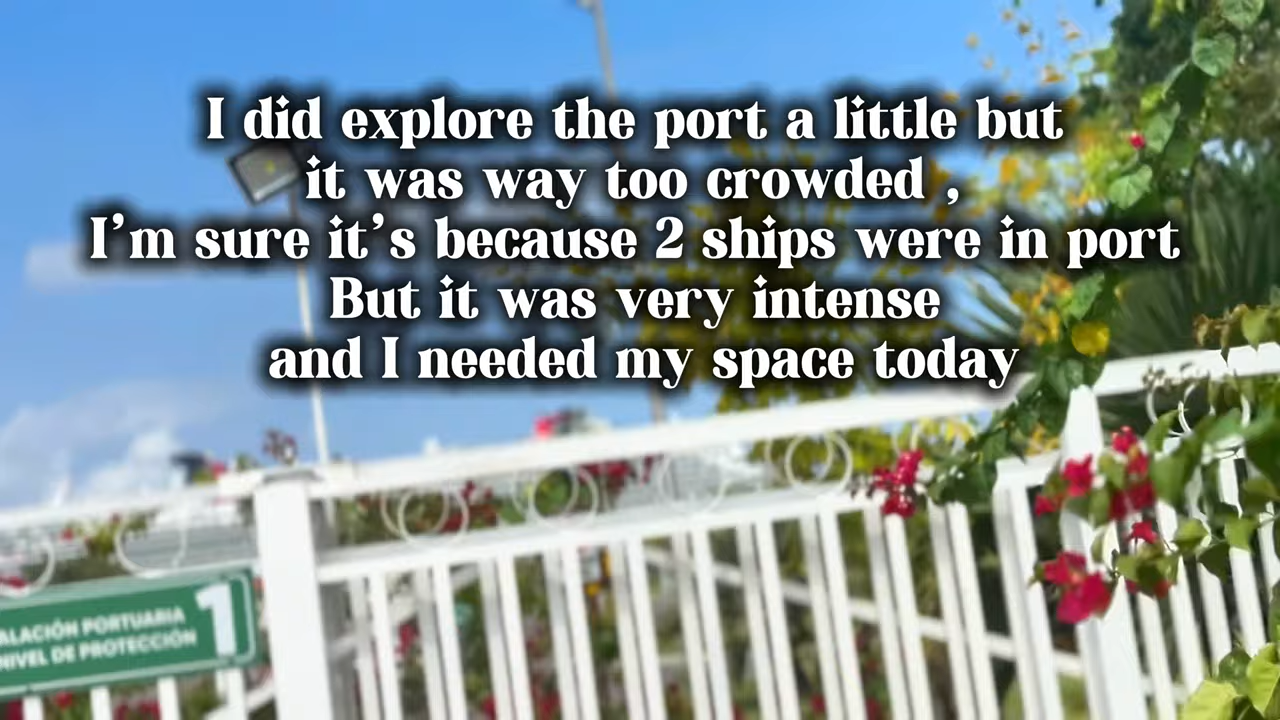 I did explore the port a little but
it was way too crowded ,
I'm sure it's because 2 ships were in port
But it was very intense
and I needed my space today
ALACIÓN PORTUARIA
NIVEL DE PROTECCIÓN 1